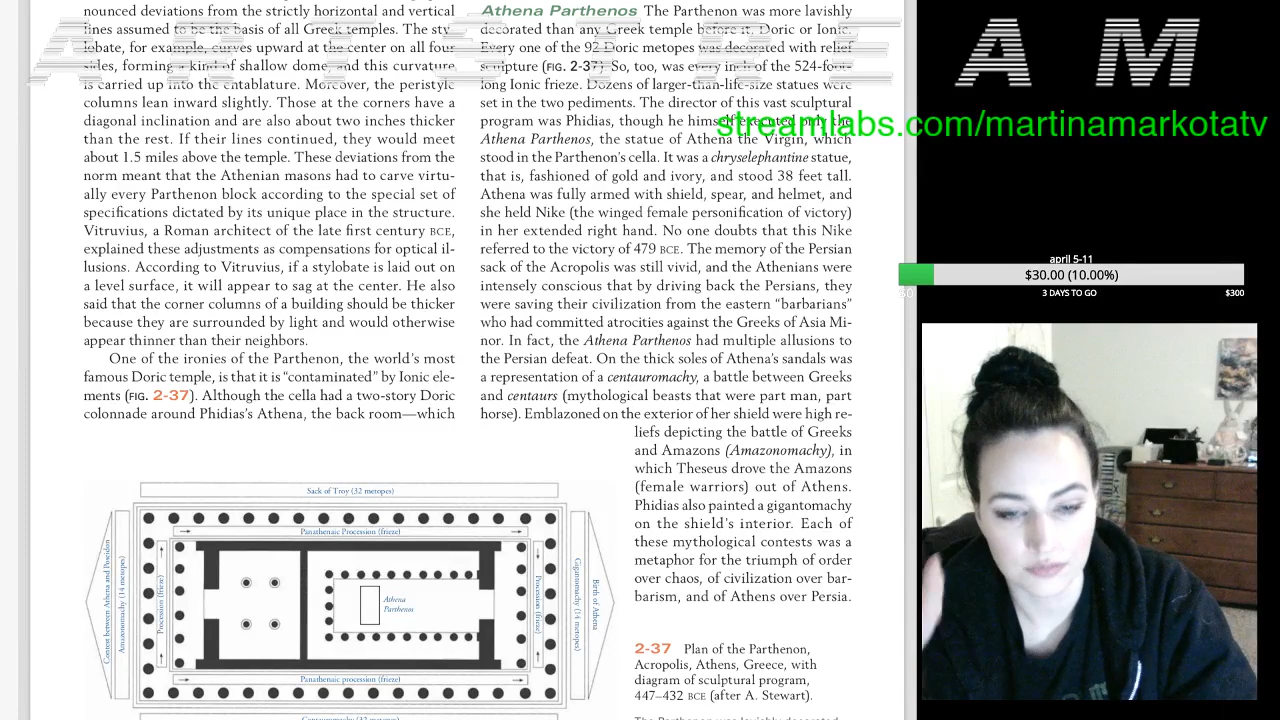 nounced deviations from the strictly horizontal and vertical
lines assumed to be the basis of all Greek temples. The sty-
lobate, for example, curves upward at the center on all four
sides, forming a kind of shallow dome, and this curvature
is carried up into the entablature. Moreover, the peristyle
columns lean inward slightly. Those at the corners have a
diagonal inclination and are also about two inches thicker
than the rest. If their lines continued, they would meet
about 1.5 miles above the temple. These deviations from the
norm meant that the Athenian masons had to carve virtu-
ally every Parthenon block according to the special set of
specifications dictated by its unique place in the structure.
Vitruvius, a Roman architect of the late first century BCE,
explained these adjustments as compensations for optical il-
lusions. According to Vitruvius, if a stylobate is laid out on
a level surface, it will appear to sag at the center. He also
said that the corner columns of a building should be thicker
because they are surrounded by light and would otherwise
appear thinner than their neighbors.
One of the ironies of the Parthenon, the world's most
famous Doric temple, is that it is “contaminated” by Ionic ele-
ments (FIG. 2-37). Although the cella had a two-story Doric
colonnade around Phidias's Athena, the back room—which
Athena Parthenos The Parthenon was more lavishly
decorated than any Greek temple before it, Doric or Ionic.
Every one of the 92 Doric metopes was decorated with relief
sculpture (FIG. 2-37). So, too, was every inch of the 524-foot-
long Ionic frieze. Dozens of larger-than-life-size statues were
set in the two pediments. The director of this vast sculptural
program was Phidias, though he himself executed only the
Athena Parthenos, the statue of Athena the Virgin, which
stood in the Parthenon's cella. It was a chryselephantine statue,
that is, fashioned of gold and ivory, and stood 38 feet tall.
Athena was fully armed with shield, spear, and helmet, and
she held Nike (the winged female personification of victory)
in her extended right hand. No one doubts that this Nike
referred to the victory of 479 BCE. The memory of the Persian
sack of the Acropolis was still vivid, and the Athenians were
intensely conscious that by driving back the Persians, they
were saving their civilization from the eastern “barbarians”
who had committed atrocities against the Greeks of Asia Mi-
nor. In fact, the Athena Parthenos had multiple allusions to
the Persian defeat. On the thick soles of Athena's sandals was
a representation of a centauromachy, a battle between Greeks
and centaurs (mythological beasts that were part man, part
horse). Emblazoned on the exterior of her shield were high re-
liefs depicting the battle of Greeks
and Amazons (Amazonomachy), in
which Theseus drove the Amazons
(female warriors) out of Athens.
Phidias also painted a gigantomachy
on the shield's interior. Each of
these mythological contests was a
metaphor for the triumph of order
over chaos, of civilization over bar-
barism, and of Athens over Persia.
Sack of Troy (32 metopes)
Panathenaic Procession (frieze)
Contest between Athena and Poseidon
Amazonomachy (14 metopes)
Procession (frieze)
Athena
Parthenos
Procession (frieze)
Gigantomachy (14 metopes)
Birth of Athena
Panathenaic procession (frieze)
Centauromachy (32 metopes)
2-37 Plan of the Parthenon,
Acropolis, Athens, Greece, with
diagram of sculptural program,
447–432 BCE (after A. Stewart).
The Parthenon was lavishly decorated
A M
streamlabs.com/martinamarkotatv
april 5-11
$30.00 (10.00%)
$0
3 DAYS TO GO
$300